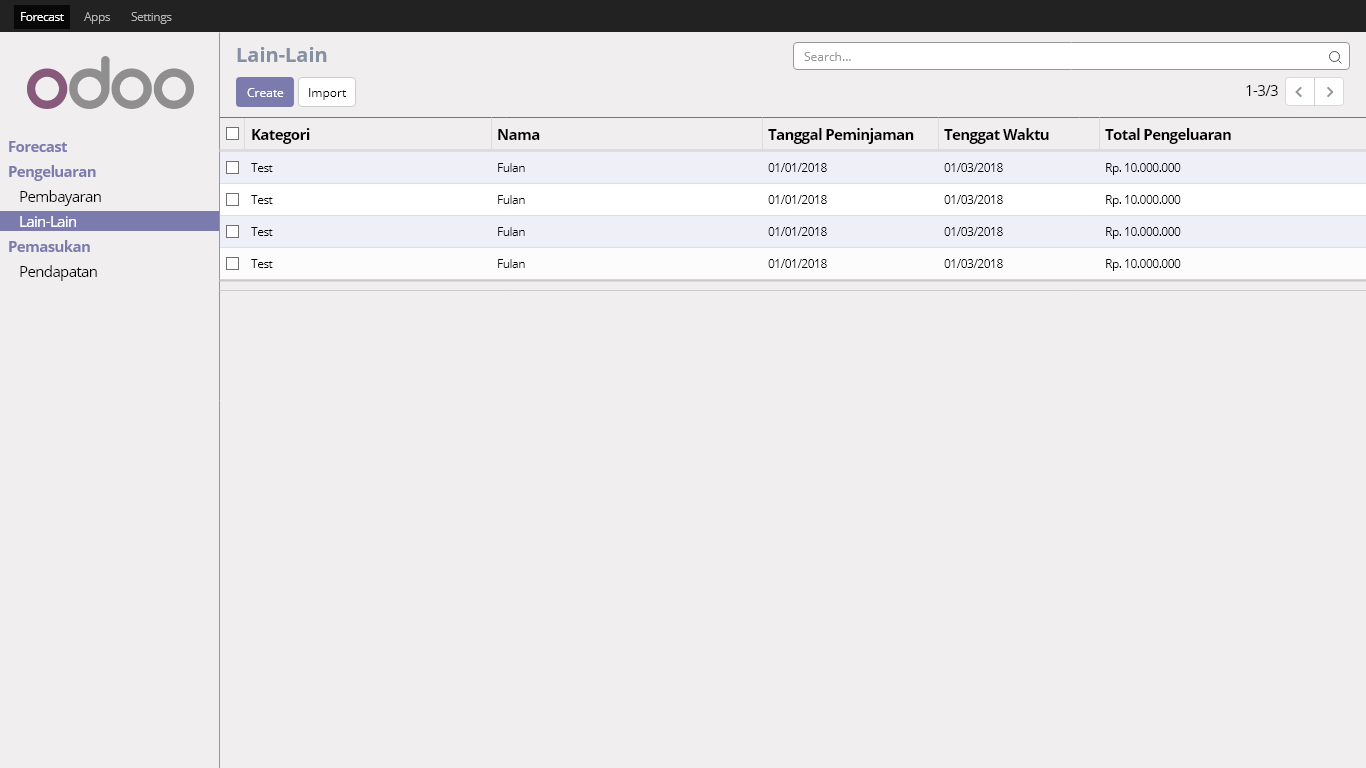 Forecast Apps Settings
odoo
Lain-Lain
Search...
Create Import
1-3/3
Forecast
Pengeluaran
Pembayaran
Lain-Lain
Pemasukan
Pendapatan
Kategori Nama Tanggal Peminjaman Tenggat Waktu Total Pengeluaran
Test Fulan 01/01/2018 01/03/2018 Rp. 10.000.000
Test Fulan 01/01/2018 01/03/2018 Rp. 10.000.000
Test Fulan 01/01/2018 01/03/2018 Rp. 10.000.000
Test Fulan 01/01/2018 01/03/2018 Rp. 10.000.000